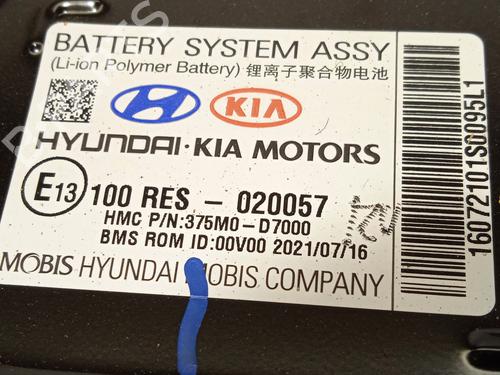 BATTERY SYSTEM ASSY
(Li-ion Polymer Battery) 锂离子聚合物电池
KIA
HYUNDAI · KIA MOTORS
E13 100 RES - 020057
HMC P/N:375M0-D7000
BMS ROM ID:00V00 2021/07/16
MOBIS HYUNDAI MOBIS COMPANY
16072101SG095L1